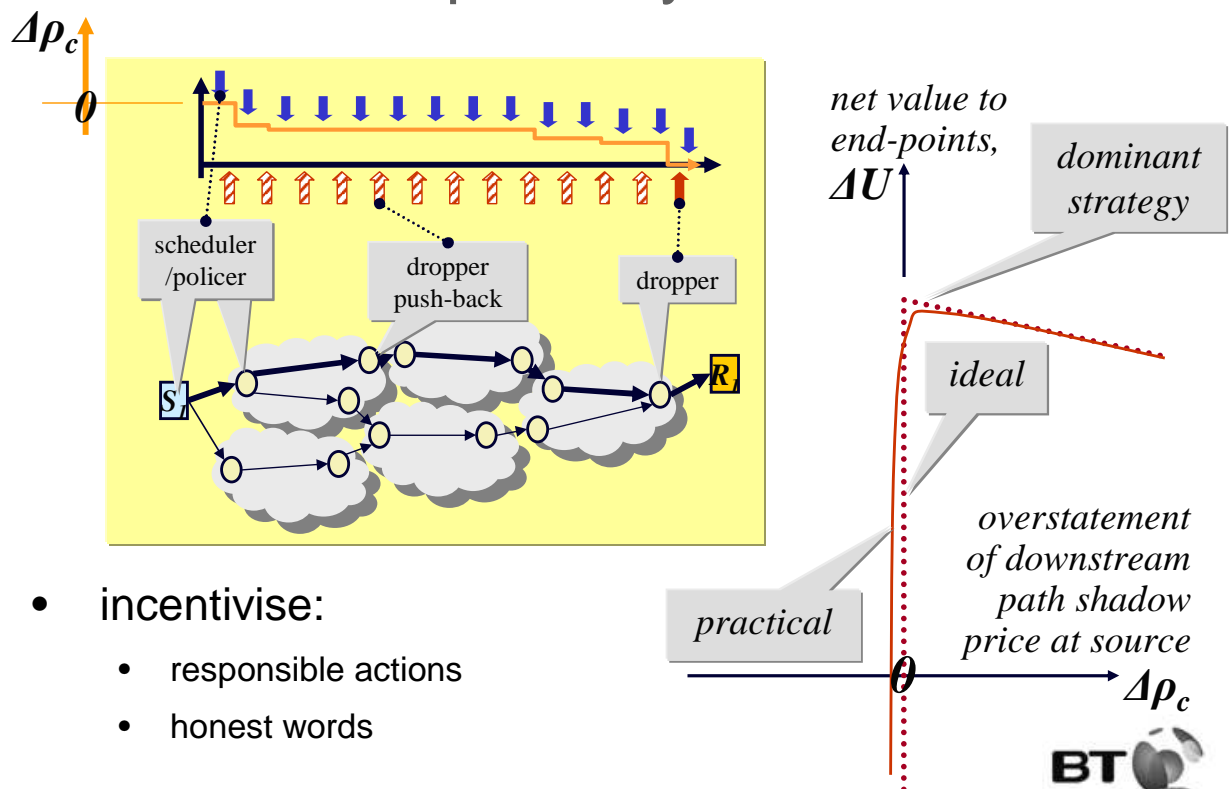 Δρc
0
scheduler
/policer
dropper
push-back
dropper
S1
R1
net value to
end-points,
ΔU
dominant
strategy
ideal
practical
overstatement
of downstream
path shadow
price at source
0
Δρc
• incentivise:
• responsible actions
• honest words
BT